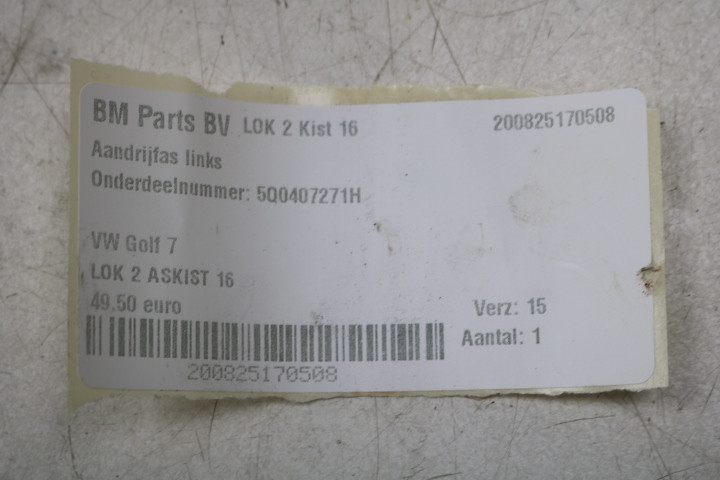 BM Parts BV LOK 2 Kist 16 200825170508
Aandrijfas links
Onderdeelnummer: 5Q0407271H
VW Golf 7
LOK 2 ASKIST 16
49.50 euro Verz: 15
Aantal: 1
200825170508